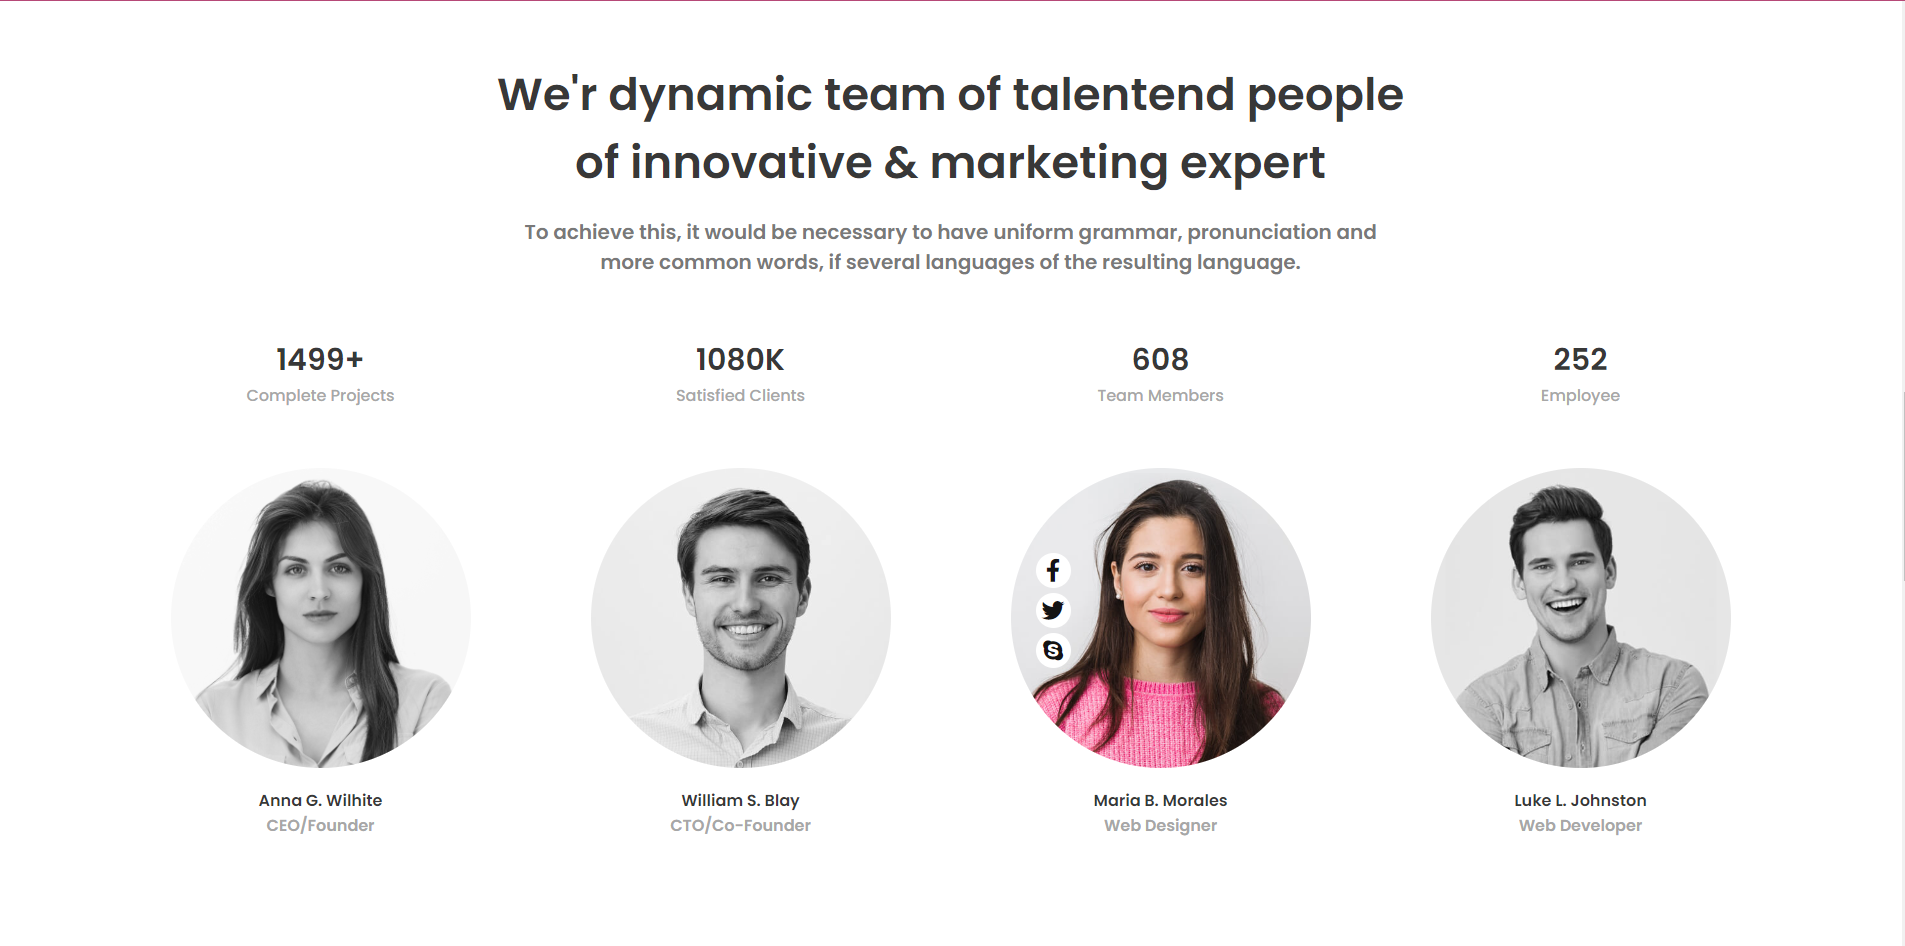 We'r dynamic team of talentend people
of innovative & marketing expert
To achieve this, it would be necessary to have uniform grammar, pronunciation and
more common words, if several languages of the resulting language.
1499+
Complete Projects
1080K
Satisfied Clients
608
Team Members
252
Employee
Anna G. Wilhite
CEO/Founder
William S. Blay
CTO/Co-Founder
Maria B. Morales
Web Designer
Luke L. Johnston
Web Developer